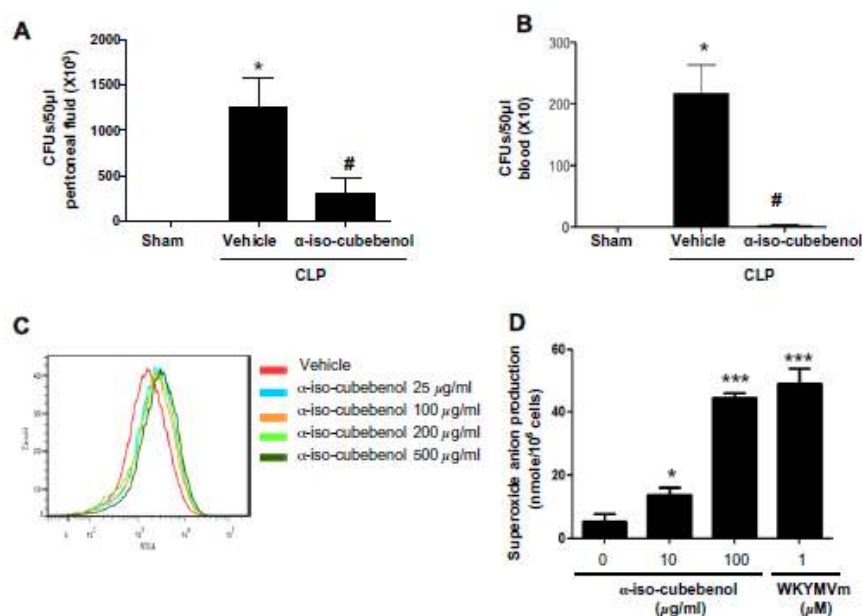 A
CFUs/50µl
peritoneal fluid (X10³)
2000
1500
1000
500
0
*
#
Sham
Vehicle
α-iso-cubebenol
CLP
B
CFUs/50µl
blood (X10)
300
200
100
0
*
#
Sham
Vehicle
α-iso-cubebenol
CLP
C
Vehicle
α-iso-cubebenol 25 µg/ml
α-iso-cubebenol 100 µg/ml
α-iso-cubebenol 200 µg/ml
α-iso-cubebenol 500 µg/ml
D
Superoxide anion production
(nmole/10⁶ cells)
60
40
20
0
*
***
***
0 10 100 1
α-iso-cubebenol
(µg/ml)
WKYMVm
(µM)